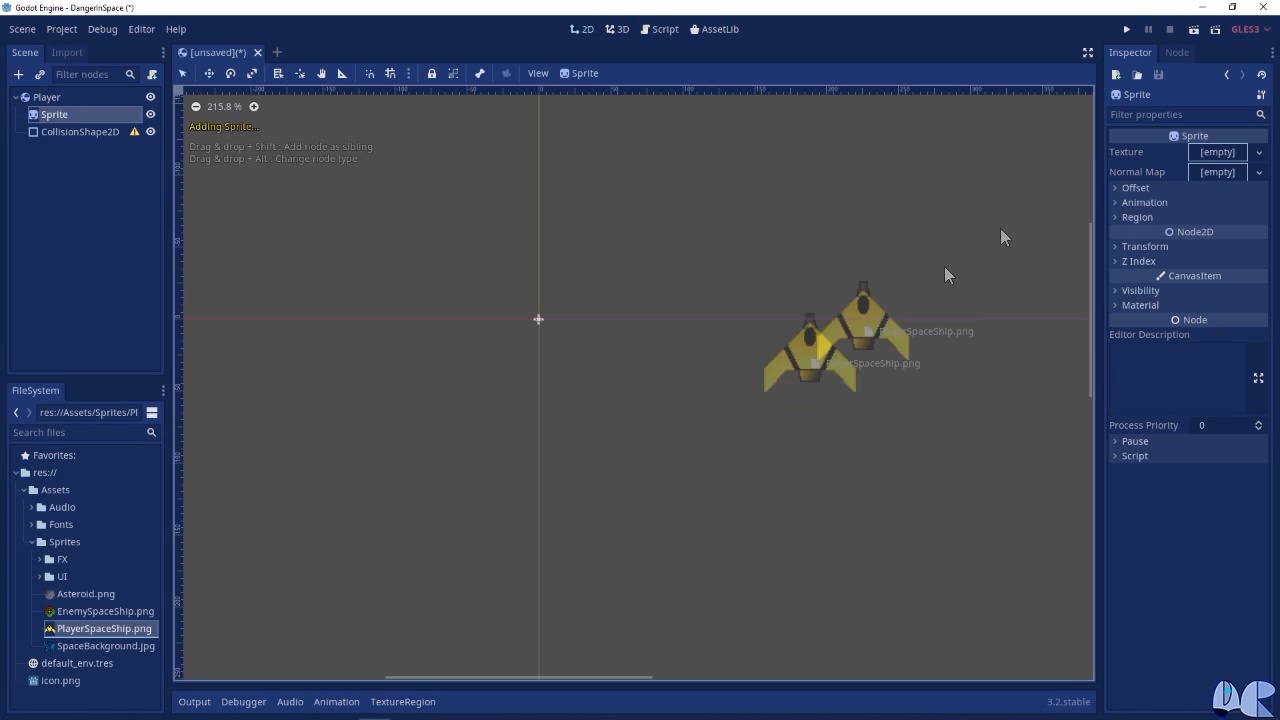 Godot Engine - DangerInSpace (*)
Scene Project Debug Editor Help
2D 3D Script AssetLib
GLES3
Scene Import
[unsaved](*)
Inspector Node
Filter nodes
View Sprite
Sprite
Player
Sprite
CollisionShape2D
215.8 %
Adding Sprite...
Drag & drop + Shift : Add node as sibling
Drag & drop + Alt : Change node type
PlayerSpaceShip.png
PlayerSpaceShip.png
Filter properties
Sprite
Texture [empty]
Normal Map [empty]
Offset
Animation
Region
Node2D
Transform
Z Index
CanvasItem
Visibility
Material
Node
Editor Description
Process Priority 0
Pause
Script
FileSystem
res://Assets/Sprites/Pl
Search files
Favorites:
res://
Assets
Audio
Fonts
Sprites
FX
UI
Asteroid.png
EnemySpaceShip.png
PlayerSpaceShip.png
SpaceBackground.jpg
default_env.tres
icon.png
Output Debugger Audio Animation TextureRegion
3.2.stable